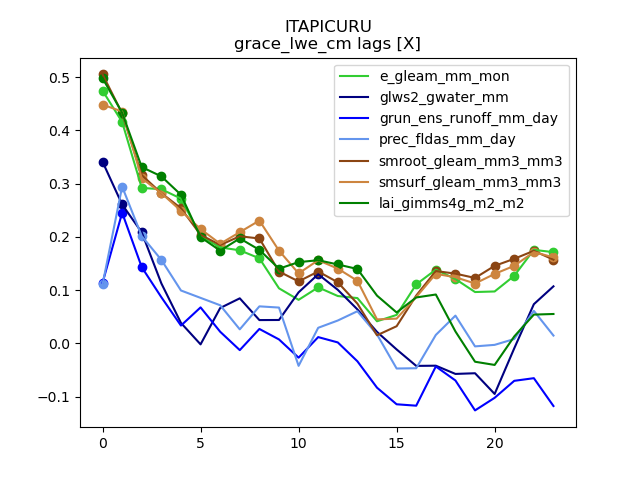 ITAPICURU
grace_lwe_cm lags [X]
e_gleam_mm_mon
glws2_gwater_mm
grun_ens_runoff_mm_day
prec_fldas_mm_day
smroot_gleam_mm3_mm3
smsurf_gleam_mm3_mm3
lai_gimms4g_m2_m2
0.5
0.4
0.3
0.2
0.1
0.0
−0.1
0 5 10 15 20